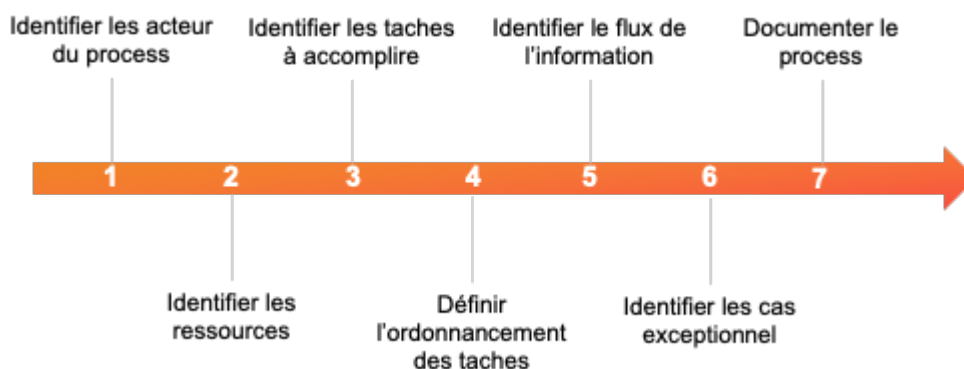 Identifier les acteur
du process
Identifier les taches
à accomplire
Identifier le flux de
l'information
Documenter le
process
1 2 3 4 5 6 7
Identifier les
ressources
Définir
l'ordonnancement
des taches
Identifier les cas
exceptionnel